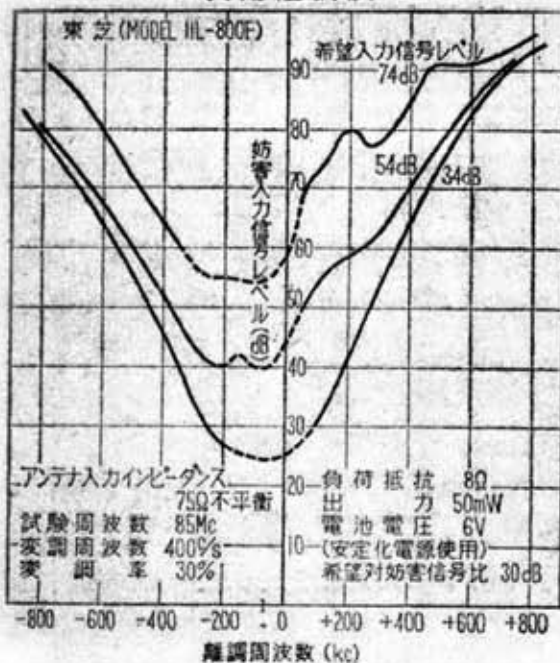 東芝(MODEL IIL-800F)
希望入力信号レベル
74dB
54dB
34dB
妨害入力信号レベル(dB
90
80
70
60
50
40
30
20
10
アンテナ入力インピーダンス
75Ω不平衡
試験周波数 85Mc
変調周波数 400c/s
変調率 30%
負荷抵抗 8Ω
出力 50mW
電池電圧 6V
(安定化電源使用)
希望対妨害信号比 30dB
-800 -600 -400 -200 0 +200 +400 +600 +800
離調周波数 (kc)